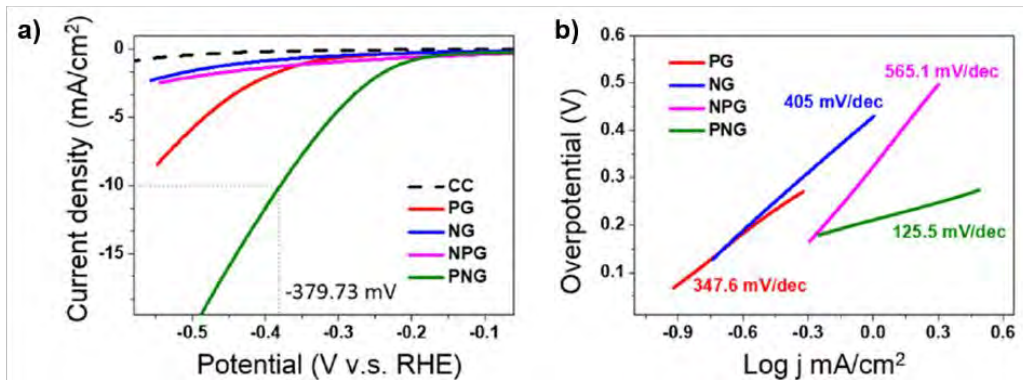 a)
Current density (mA/cm²)
0
-5
-10
-15
CC
PG
NG
NPG
PNG
-379.73 mV
-0.5
-0.4
-0.3
-0.2
-0.1
Potential (V v.s. RHE)
b)
Overpotential (V)
0.6
0.5
0.4
0.3
0.2
0.1
PG
NG
NPG
PNG
565.1 mV/dec
405 mV/dec
125.5 mV/dec
347.6 mV/dec
-0.9
-0.6
-0.3
0.0
0.3
Log j mA/cm²